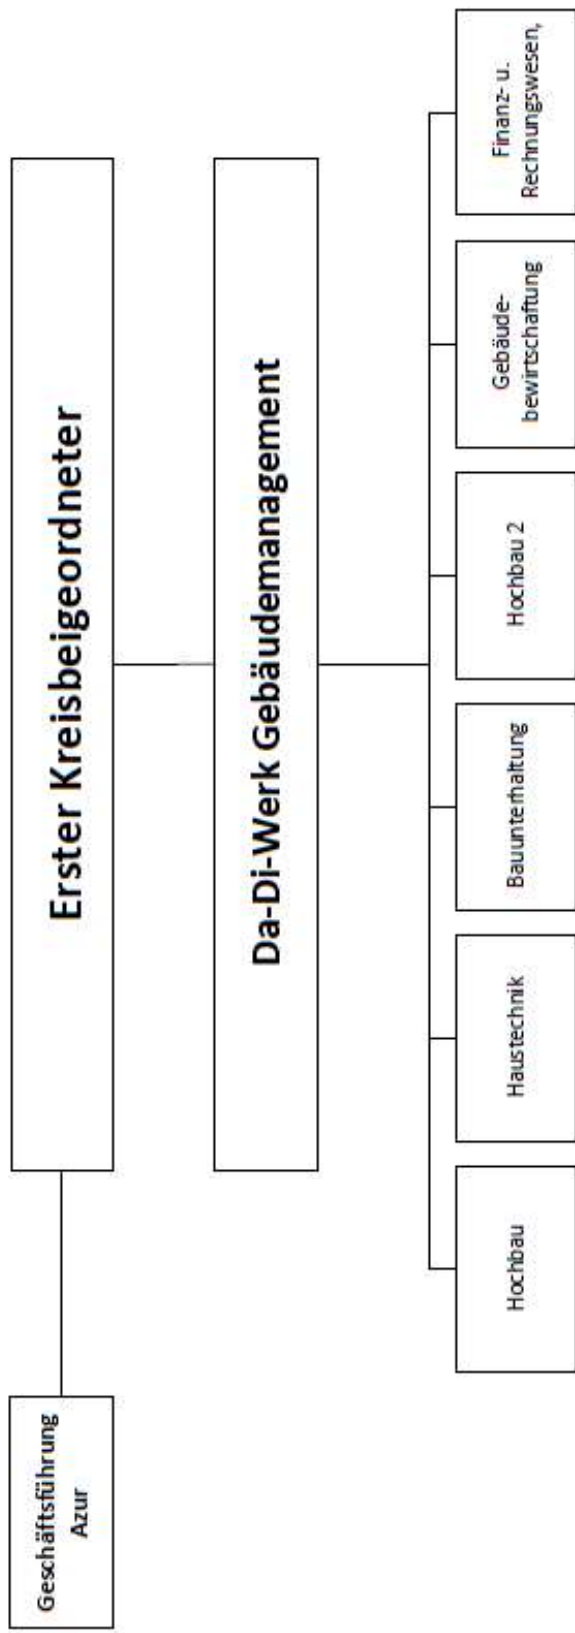 Geschäftsführung
Azur
Erster Kreisbeigeordneter
Da-Di-Werk Gebäudemanagement
Hochbau
Haustechnik
Bauunterhaltung
Hochbau 2
Gebäude-
bewirtschaftung
Finanz- u.
Rechnungswesen,